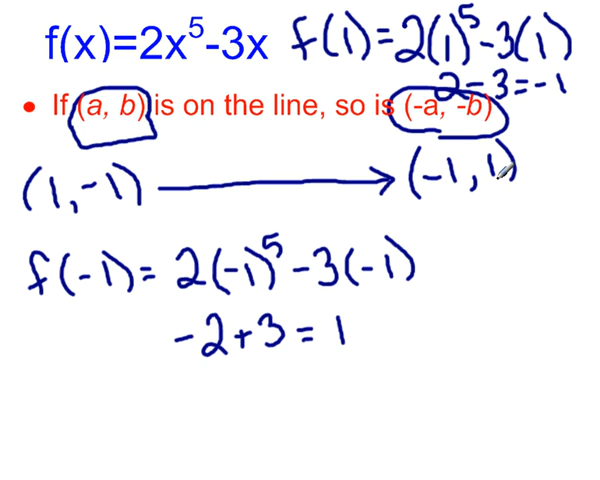 f(x)=2x⁵-3x f(1)=2(1)⁵-3(1)
2-3=-1
• If (a, b) is on the line, so is (-a, -b)
(1,-1) → (-1,1)
f(-1)= 2(-1)⁵-3(-1)
-2+3=1